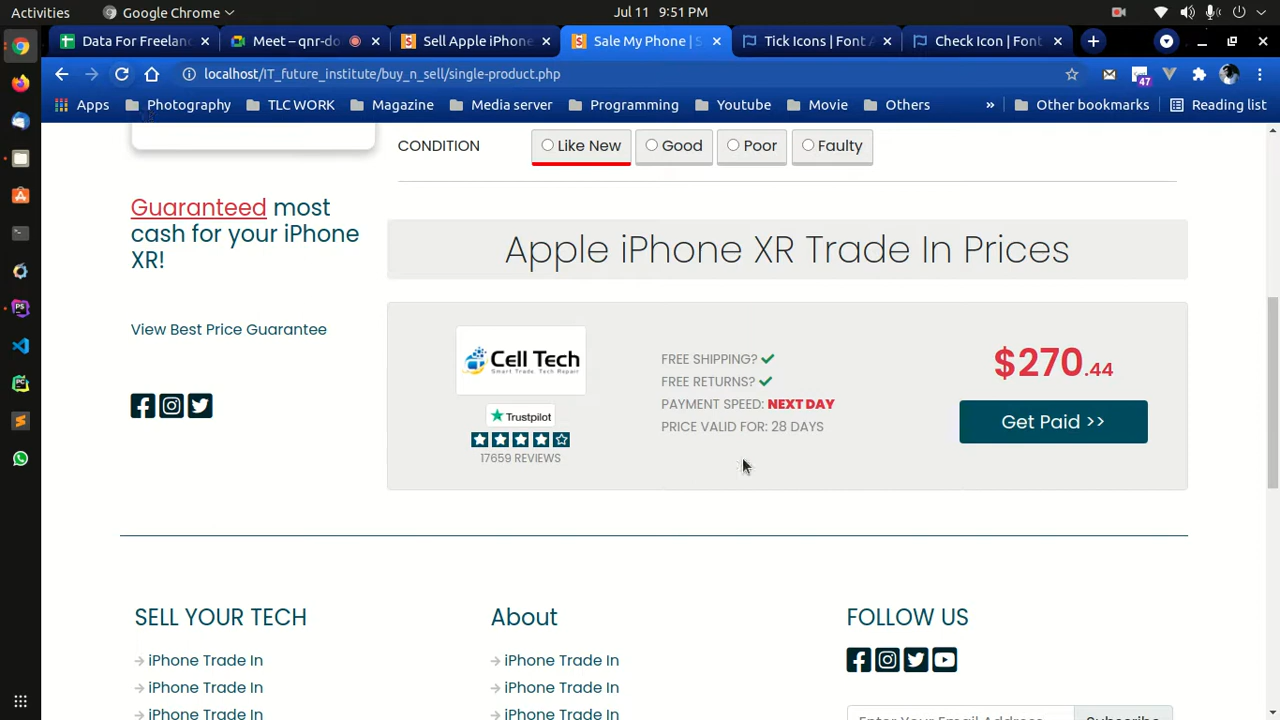 Activities
Google Chrome
Jul 11 9:51 PM
Data For Freelanc
Meet – qnr-do
Sell Apple iPhone
Sale My Phone | S
Tick Icons | Font A
Check Icon | Font
localhost/IT_future_institute/buy_n_sell/single-product.php
47
Apps
Photography
TLC WORK
Magazine
Media server
Programming
Youtube
Movie
Others
»
Other bookmarks
Reading list
CONDITION
Like New
Good
Poor
Faulty
Guaranteed most
cash for your iPhone
XR!
View Best Price Guarantee
Apple iPhone XR Trade In Prices
Cell Tech
Smart Trade Tech Repair
Trustpilot
17659 REVIEWS
FREE SHIPPING?
FREE RETURNS?
PAYMENT SPEED: NEXT DAY
PRICE VALID FOR: 28 DAYS
$270.44
Get Paid >>
SELL YOUR TECH
iPhone Trade In
iPhone Trade In
iPhone Trade In
About
iPhone Trade In
iPhone Trade In
iPhone Trade In
FOLLOW US
Enter Your Email Address
Subscribe